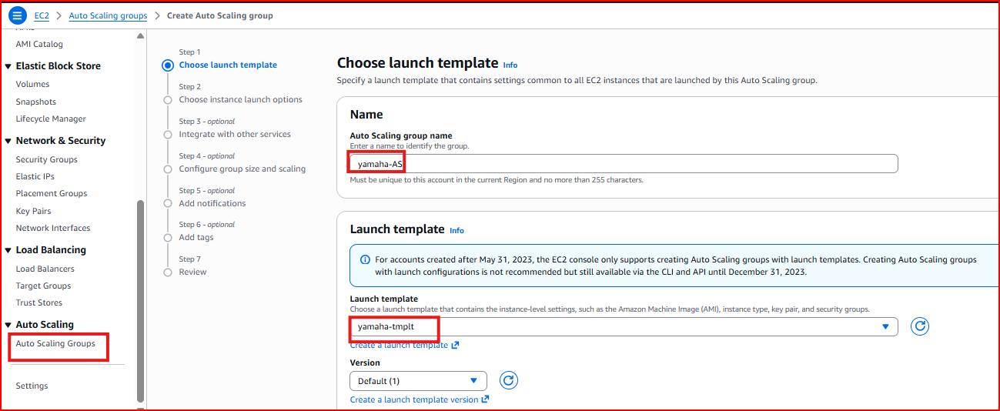 EC2 > Auto Scaling groups > Create Auto Scaling group
AMI Catalog
Elastic Block Store
Volumes
Snapshots
Lifecycle Manager
Network & Security
Security Groups
Elastic IPs
Placement Groups
Key Pairs
Network Interfaces
Load Balancing
Load Balancers
Target Groups
Trust Stores
Auto Scaling
Auto Scaling Groups
Settings
Step 1
Choose launch template
Step 2
Choose instance launch options
Step 3 - optional
Integrate with other services
Step 4 - optional
Configure group size and scaling
Step 5 - optional
Add notifications
Step 6 - optional
Add tags
Step 7
Review
Choose launch template Info
Specify a launch template that contains settings common to all EC2 instances that are launched by this Auto Scaling group.
Name
Auto Scaling group name
Enter a name to identify the group.
yamaha-AS
Must be unique to this account in the current Region and no more than 255 characters.
Launch template Info
For accounts created after May 31, 2023, the EC2 console only supports creating Auto Scaling groups with launch templates. Creating Auto Scaling groups
with launch configurations is not recommended but still available via the CLI and API until December 31, 2023.
Launch template
Choose a launch template that contains the instance-level settings, such as the Amazon Machine Image (AMI), instance type, key pair, and security groups.
yamaha-tmplt
Create a launch template
Version
Default (1)
Create a launch template version